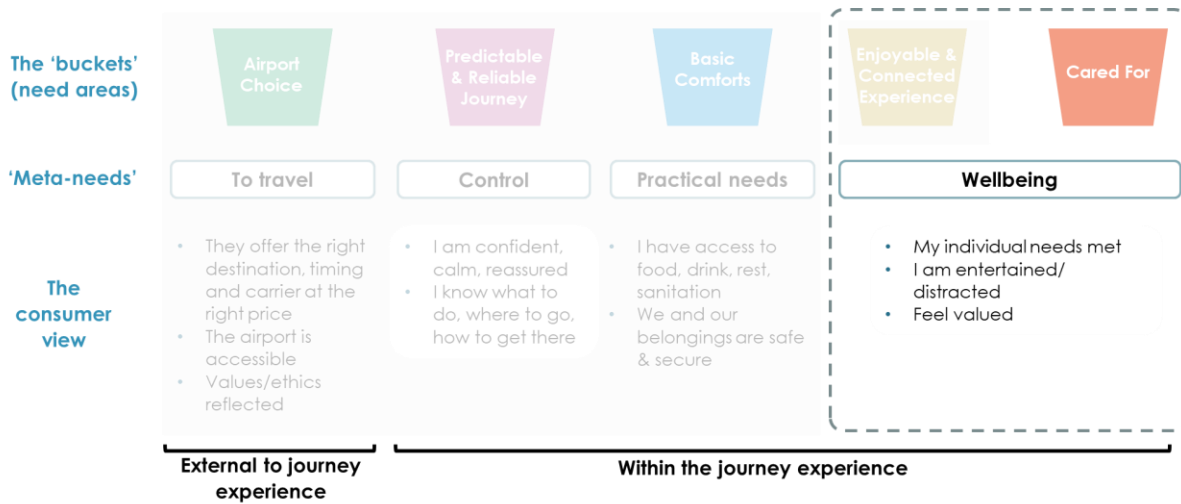 The ‘buckets’
(need areas)
Airport
Choice
Predictable
& Reliable
Journey
Basic
Comforts
Enjoyable &
Connected
Experience
Cared For
‘Meta-needs’
To travel
Control
Practical needs
Wellbeing
The
consumer
view
• They offer the right
destination, timing
and carrier at the
right price
• The airport is
accessible
• Values/ethics
reflected
• I am confident,
calm, reassured
• I know what to
do, where to go,
how to get there
• I have access to
food, drink, rest,
sanitation
• We and our
belongings are safe
& secure
• My individual needs met
• I am entertained/
distracted
• Feel valued
External to journey
experience
Within the journey experience